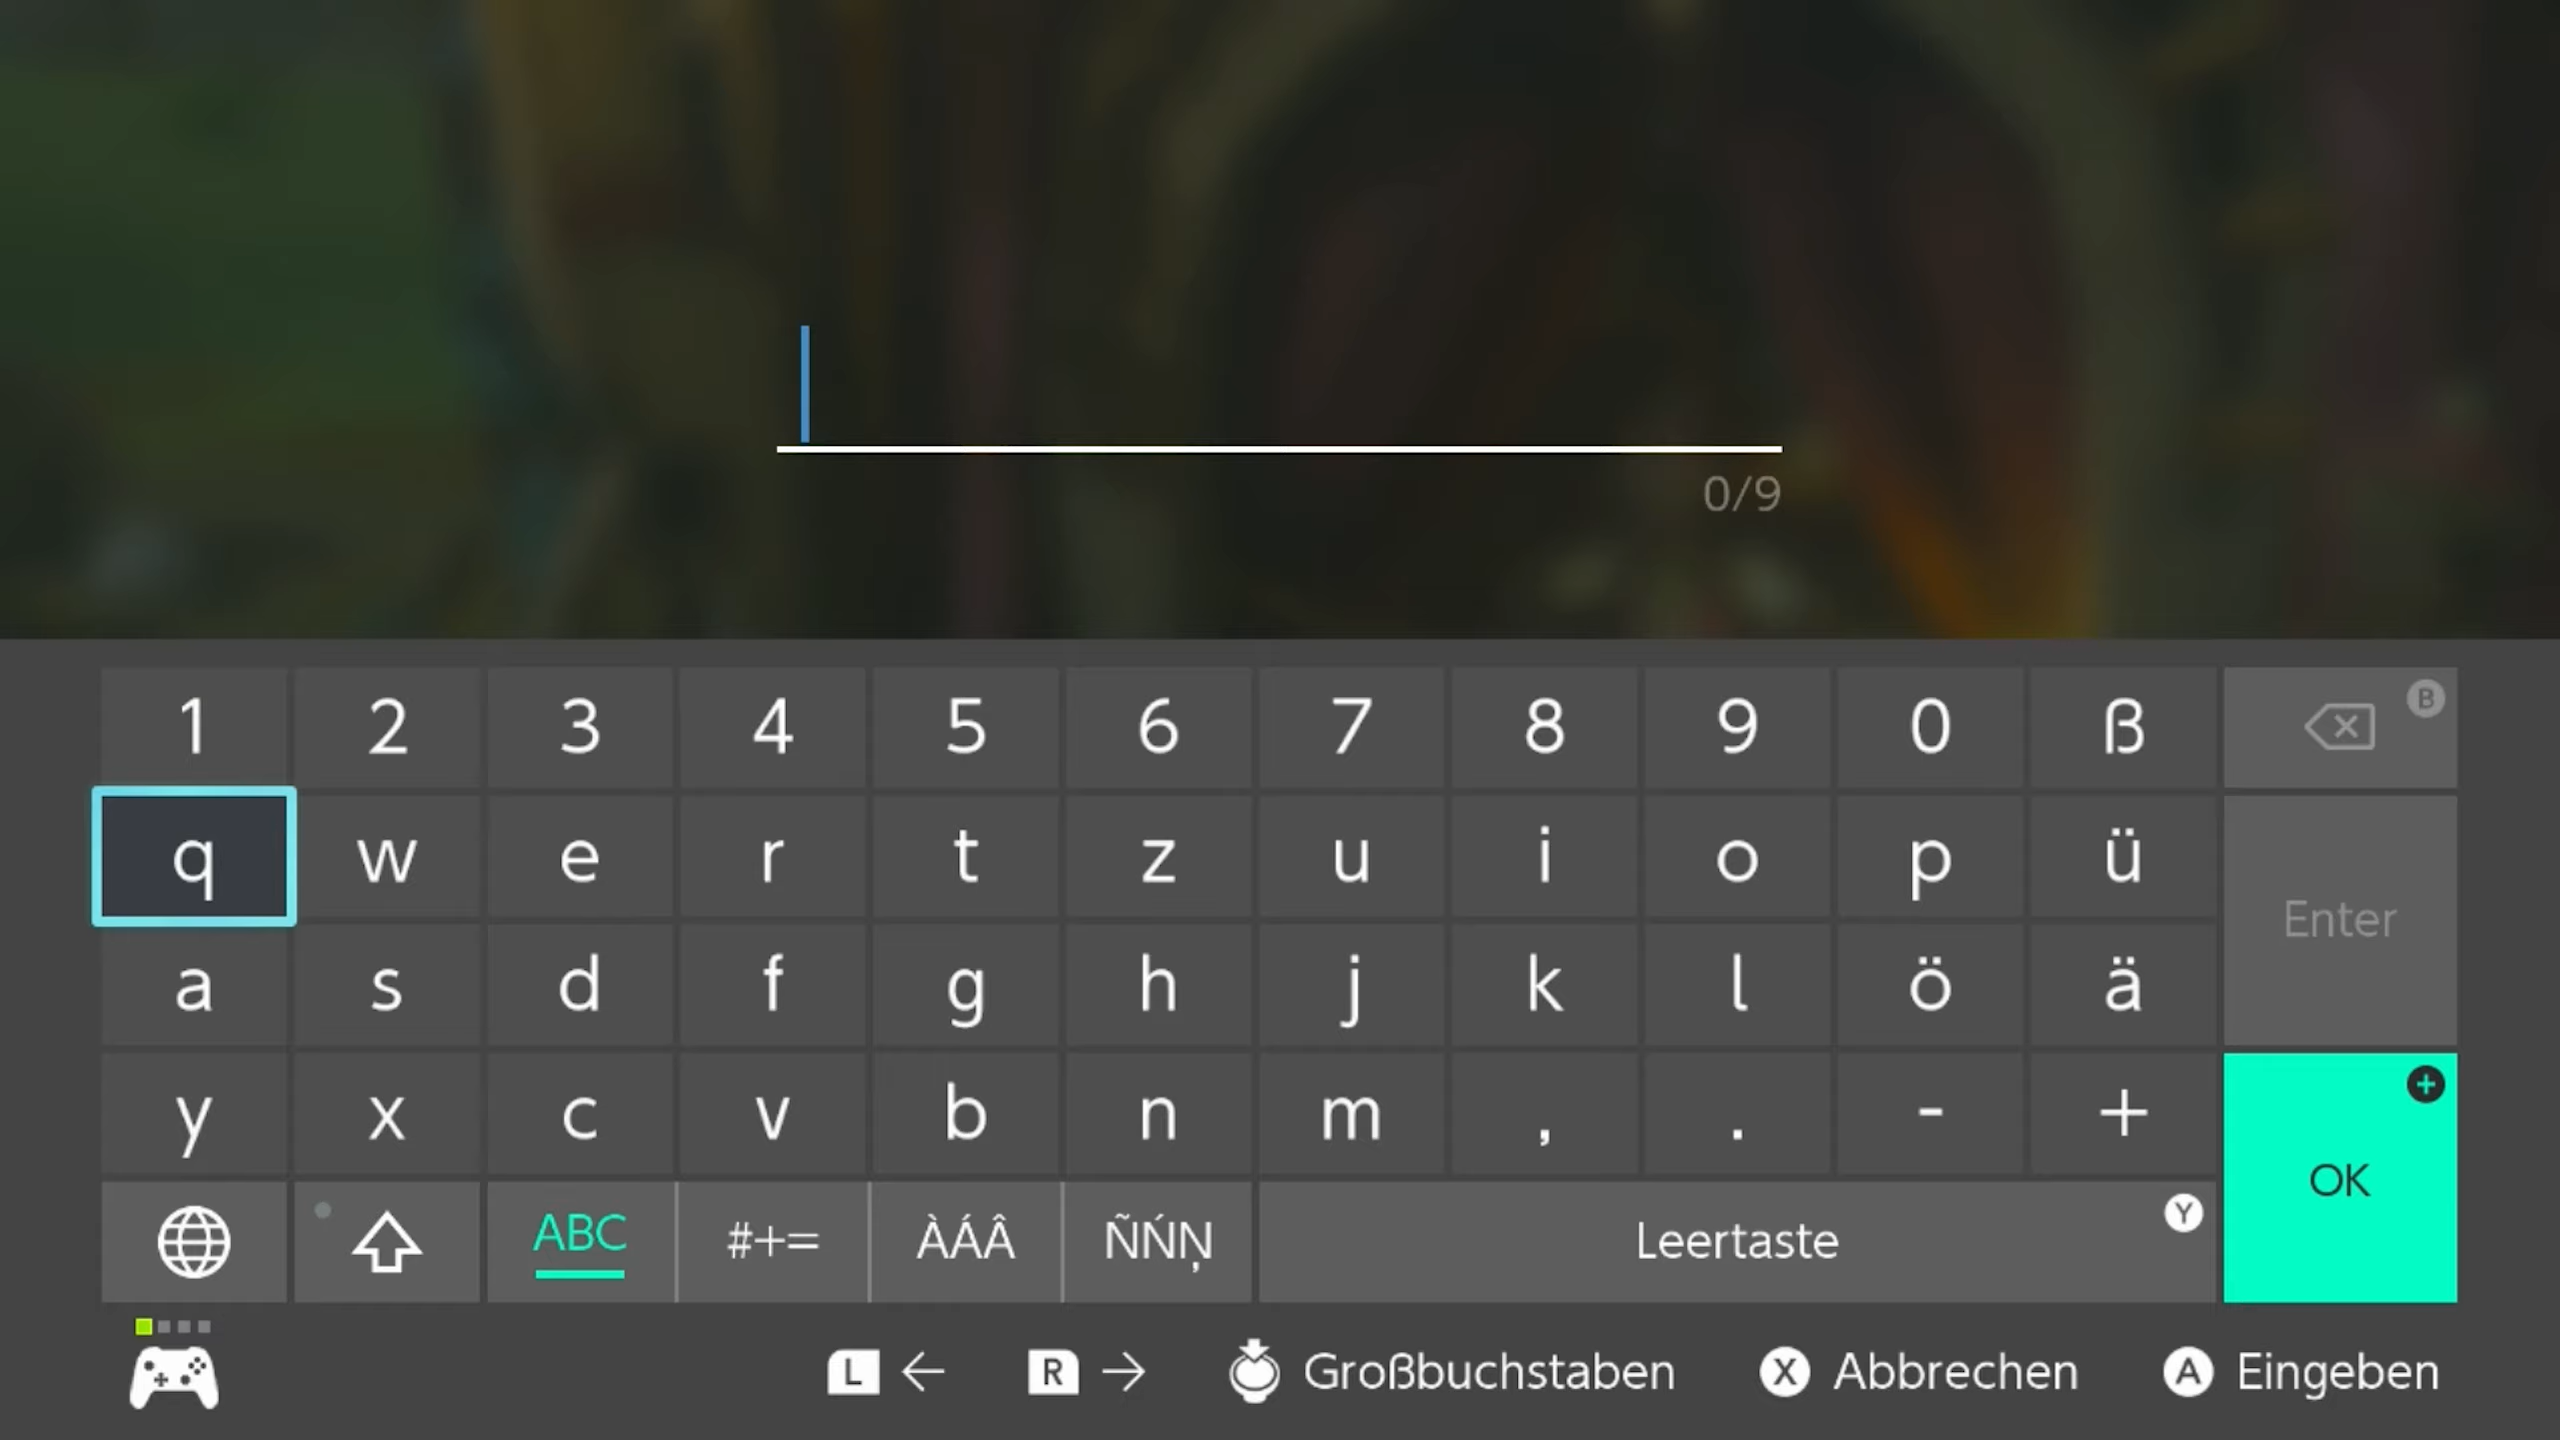 0/9
1 2 3 4 5 6 7 8 9 0 ß B
q w e r t z u i o p ü Enter
a s d f g h j k l ö ä
y x c v b n m , . - + +
ABC #+= ÀÁÂ ÑŃŅ Leertaste Y OK
L ← R → Großbuchstaben X Abbrechen A Eingeben